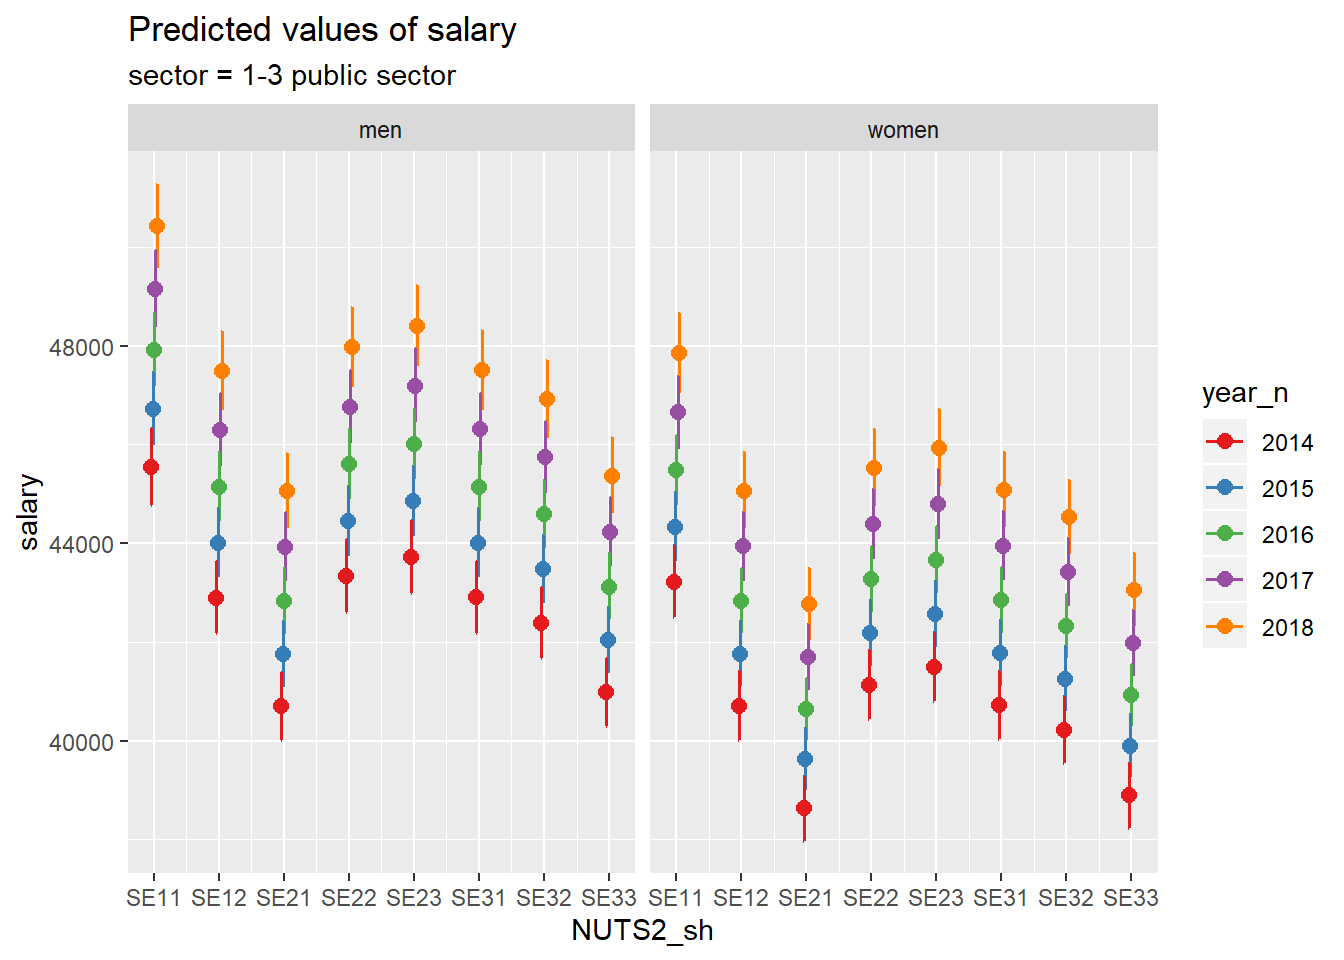 Predicted values of salary
sector = 1-3 public sector
men
women
salary
48000
44000
40000
SE11 SE12 SE21 SE22 SE23 SE31 SE32 SE33
SE11 SE12 SE21 SE22 SE23 SE31 SE32 SE33
NUTS2_sh
year_n
2014
2015
2016
2017
2018